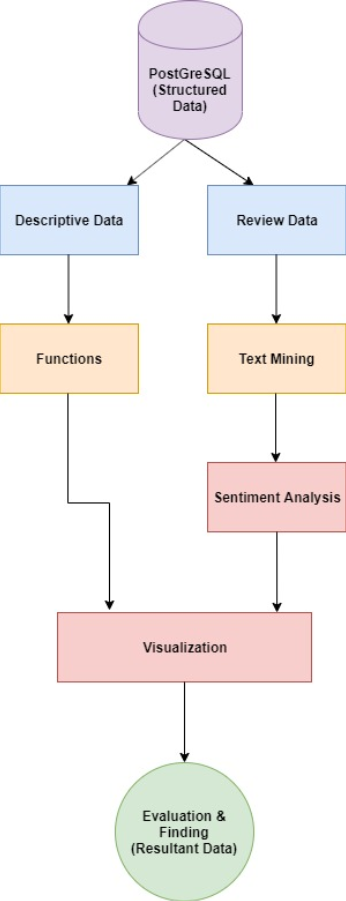 PostGreSQL
(Structured
Data)
Descriptive Data
Review Data
Functions
Text Mining
Sentiment Analysis
Visualization
Evaluation &
Finding
(Resultant Data)